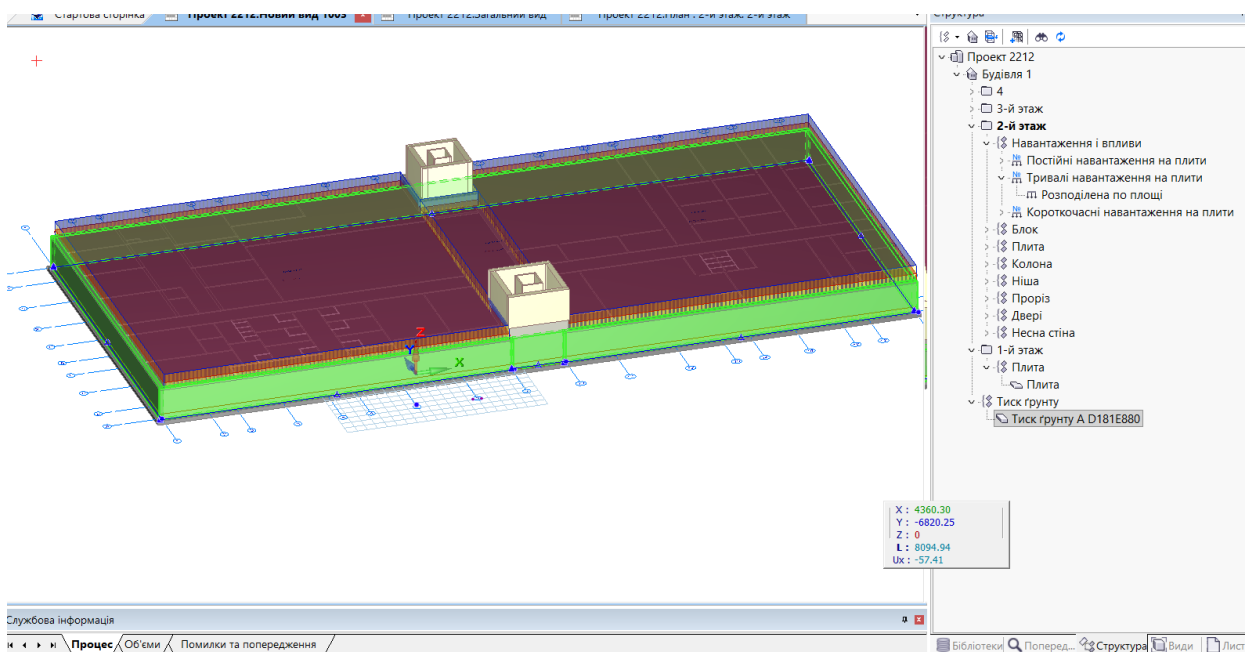 Стартова сторінка
Проект 2212.Новий вид 1003
Проект 2212.Загальний вид
Проект 2212.План : 2-й этаж: 2-й этаж
Структура
Проект 2212
Будівля 1
4
3-й этаж
2-й этаж
Навантаження і впливи
Постійні навантаження на плити
Тривалі навантаження на плити
Розподілена по площі
Короткочасні навантаження на плити
Блок
Плита
Колона
Ніша
Проріз
Двері
Несна стіна
1-й этаж
Плита
Плита
Тиск ґрунту
Тиск ґрунту A D181E880
Z
Y
X
X : 4360.30
Y : -6820.25
Z : 0
L : 8094.94
Ux : -57.41
Службова інформація
Процес
Об'єми
Помилки та попередження
Бібліотеки
Поперед...
Структура
Види
Лист